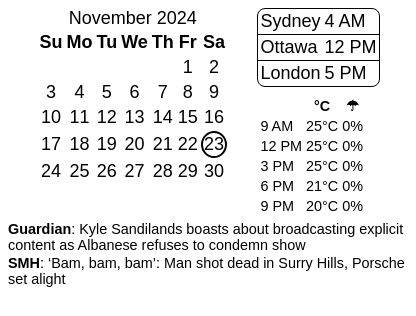 November 2024
Su Mo Tu We Th Fr Sa
1 2
3 4 5 6 7 8 9
10 11 12 13 14 15 16
17 18 19 20 21 22 23
24 25 26 27 28 29 30
Sydney 4 AM
Ottawa 12 PM
London 5 PM
°C ☂
9 AM 25°C 0%
12 PM 25°C 0%
3 PM 25°C 0%
6 PM 21°C 0%
9 PM 20°C 0%
Guardian: Kyle Sandilands boasts about broadcasting explicit
content as Albanese refuses to condemn show
SMH: ‘Bam, bam, bam’: Man shot dead in Surry Hills, Porsche
set alight